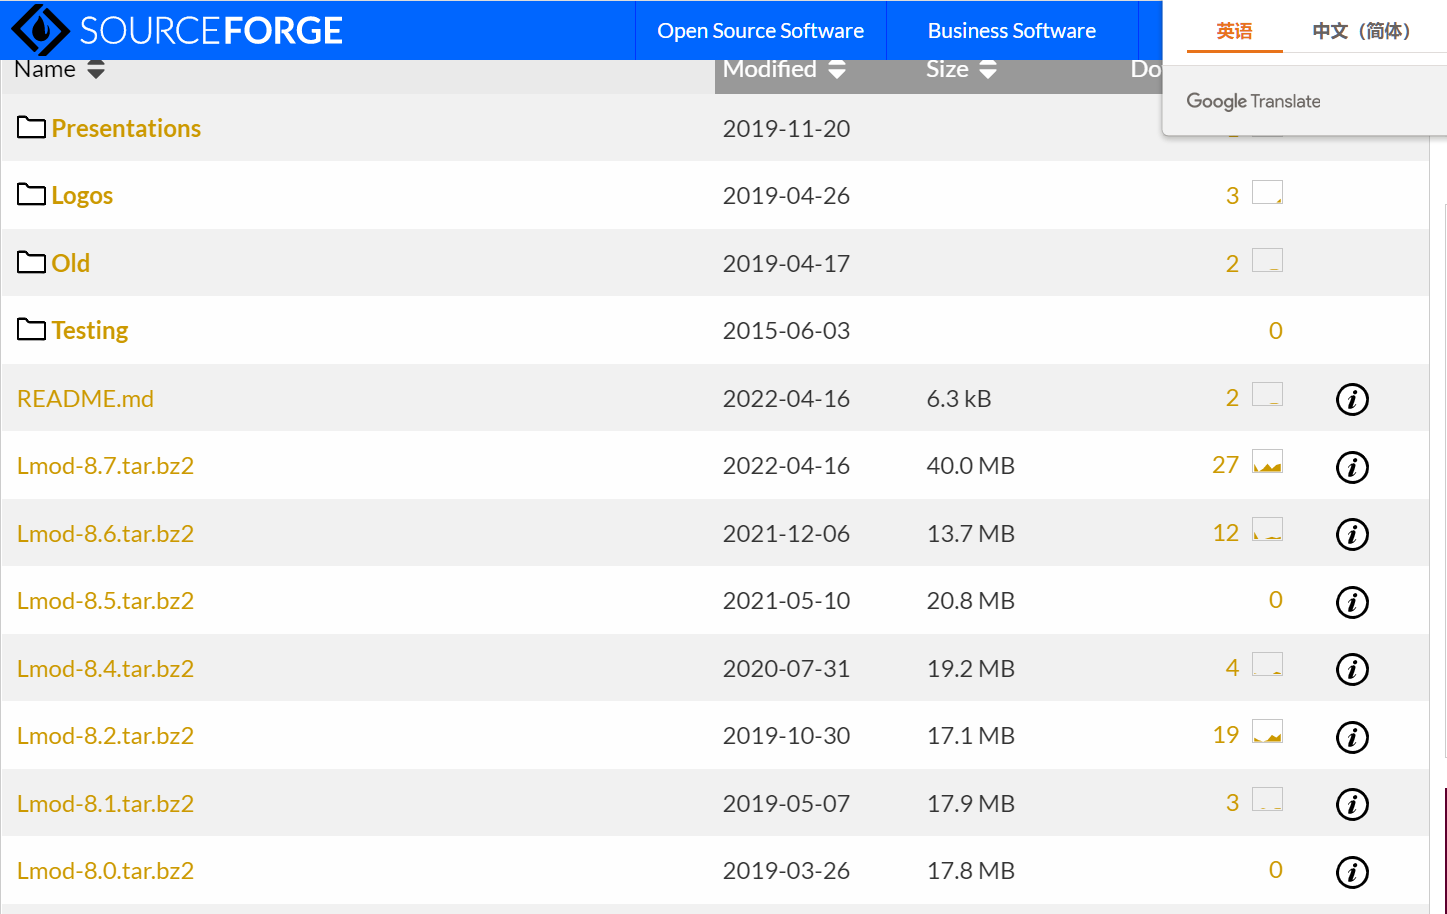 SOURCEFORGE Open Source Software Business Software 英语 中文（简体）
Name Modified Size Do
Google Translate
Presentations 2019-11-20
Logos 2019-04-26 3
Old 2019-04-17 2
Testing 2015-06-03 0
README.md 2022-04-16 6.3 kB 2
Lmod-8.7.tar.bz2 2022-04-16 40.0 MB 27
Lmod-8.6.tar.bz2 2021-12-06 13.7 MB 12
Lmod-8.5.tar.bz2 2021-05-10 20.8 MB 0
Lmod-8.4.tar.bz2 2020-07-31 19.2 MB 4
Lmod-8.2.tar.bz2 2019-10-30 17.1 MB 19
Lmod-8.1.tar.bz2 2019-05-07 17.9 MB 3
Lmod-8.0.tar.bz2 2019-03-26 17.8 MB 0